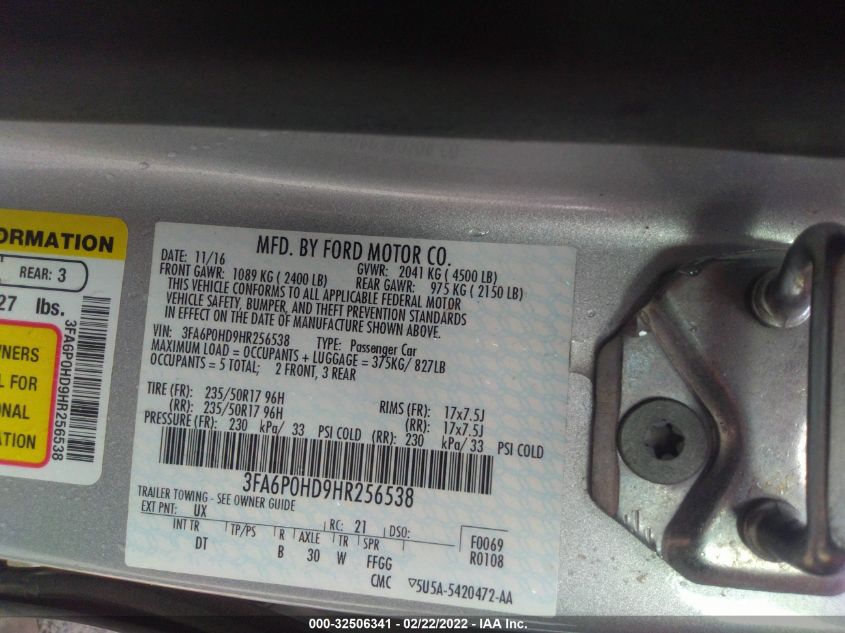 ORMATION
REAR: 3
27 lbs.
WNERS
L FOR
ONAL
ATION
3FA6P0HD9HR256538
MFD. BY FORD MOTOR CO.
DATE: 11/16 GVWR: 2041 KG (4500 LB)
FRONT GAWR: 1089 KG (2400 LB) REAR GAWR: 975 KG (2150 LB)
THIS VEHICLE CONFORMS TO ALL APPLICABLE FEDERAL MOTOR
VEHICLE SAFETY, BUMPER, AND THEFT PREVENTION STANDARDS
IN EFFECT ON THE DATE OF MANUFACTURE SHOWN ABOVE.
VIN: 3FA6P0HD9HR256538 TYPE: Passenger Car
MAXIMUM LOAD = OCCUPANTS + LUGGAGE = 375KG/ 827LB
OCCUPANTS = 5 TOTAL; 2 FRONT, 3 REAR
TIRE (FR): 235/50R17 96H RIMS (FR): 17x7.5J
(RR): 235/50R17 96H (RR): 17x7.5J
PRESSURE (FR): 230 kPa/ 33 PSI COLD (RR): 230 kPa/33 PSI COLD
3FA6P0HD9HR256538
TRAILER TOWING - SEE OWNER GUIDE
EXT PNT: UX RC: 21 DSO: F0069
INT TR TP/PS R AXLE TR SPR R0108
DT B 30 W FFGG
CMC ▽5U5A-5420472-AA
000-32506341 - 02/22/2022 - IAA Inc.